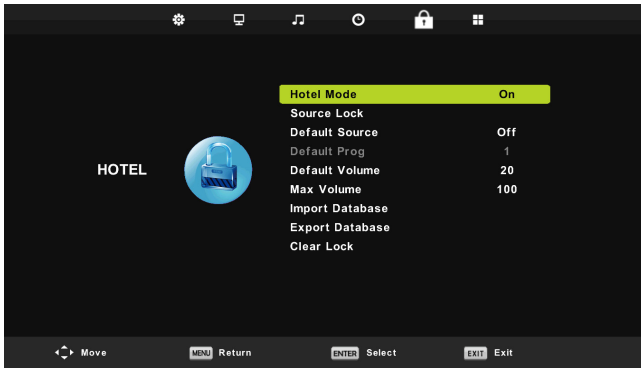 Hotel Mode On
Source Lock
Default Source Off
Default Prog 1
HOTEL
Default Volume 20
Max Volume 100
Import Database
Export Database
Clear Lock
Move MENU Return ENTER Select EXIT Exit